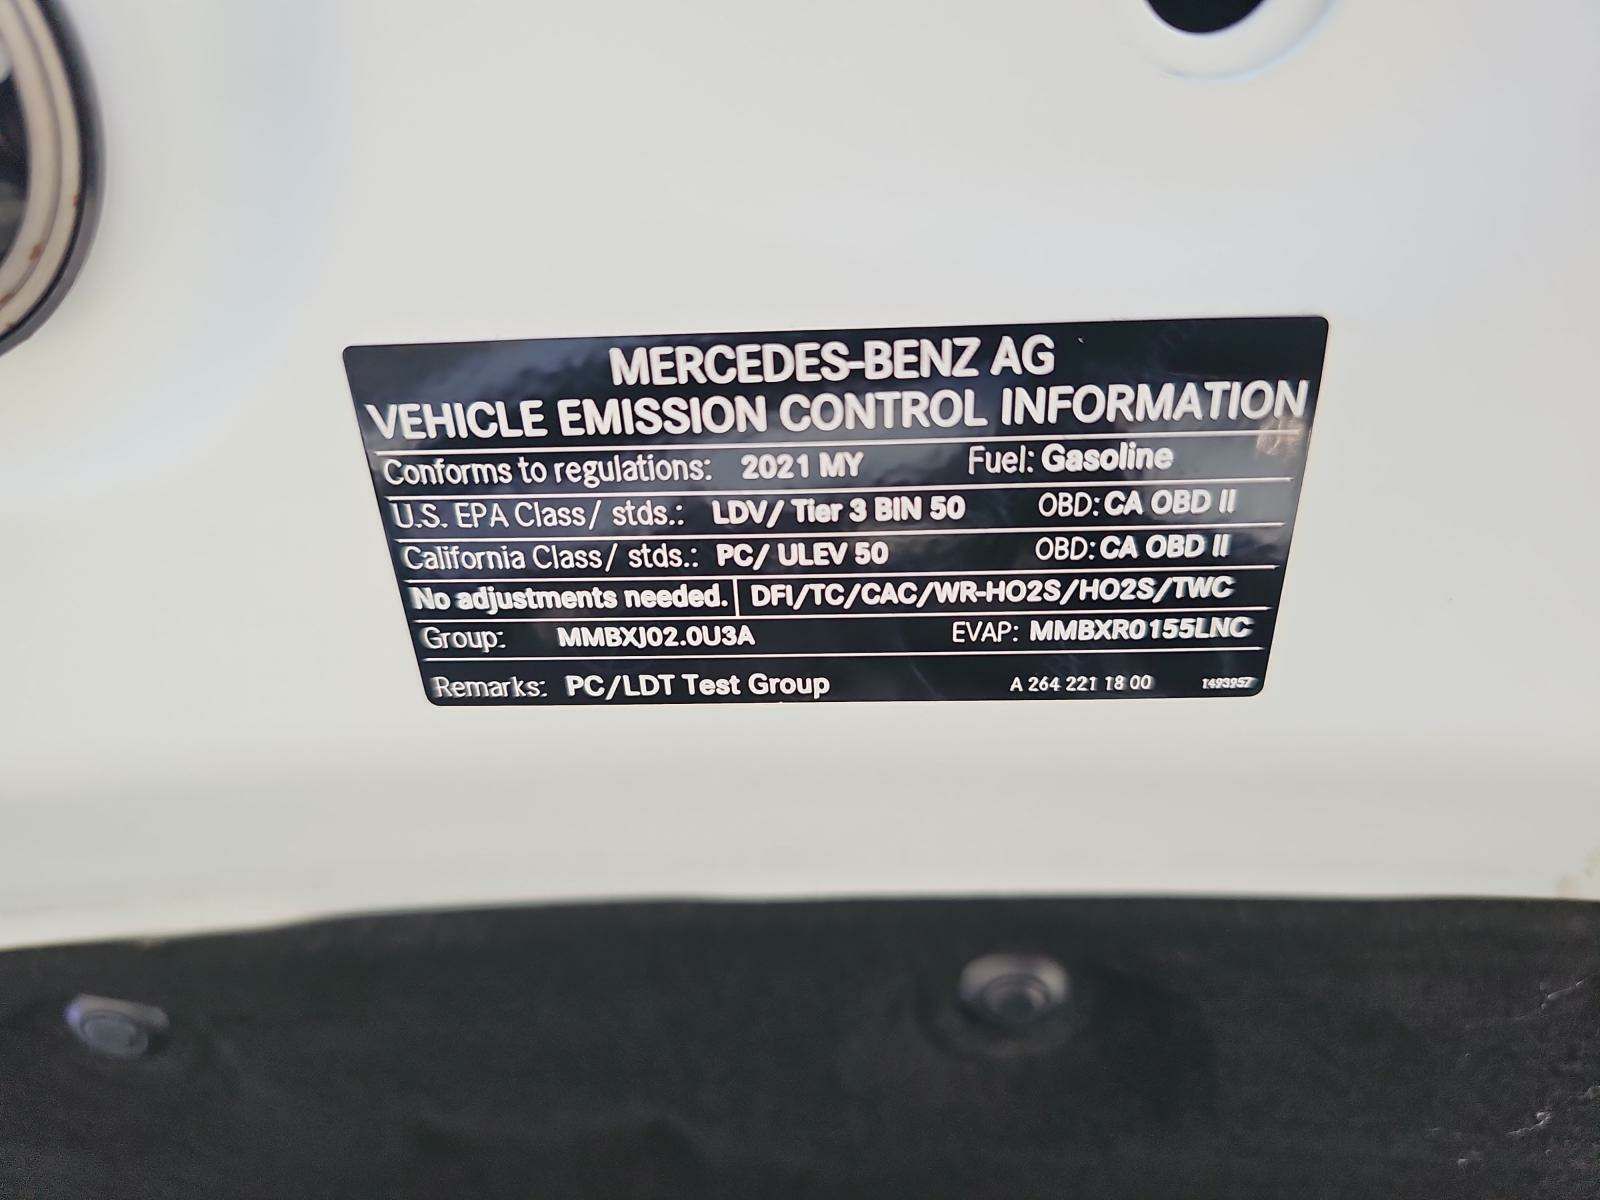 MERCEDES-BENZ AG
VEHICLE EMISSION CONTROL INFORMATION
Conforms to regulations: 2021 MY Fuel: Gasoline
U.S. EPA Class/ stds.: LDV/ Tier 3 BIN 50 OBD: CA OBD II
California Class/ stds.: PC/ ULEV 50 OBD: CA OBD II
No adjustments needed. DFI/TC/CAC/WR-HO2S/HO2S/TWC
Group: MMBXJ02.0U3A EVAP: MMBXR0155LNC
Remarks: PC/LDT Test Group A 264 221 18 00